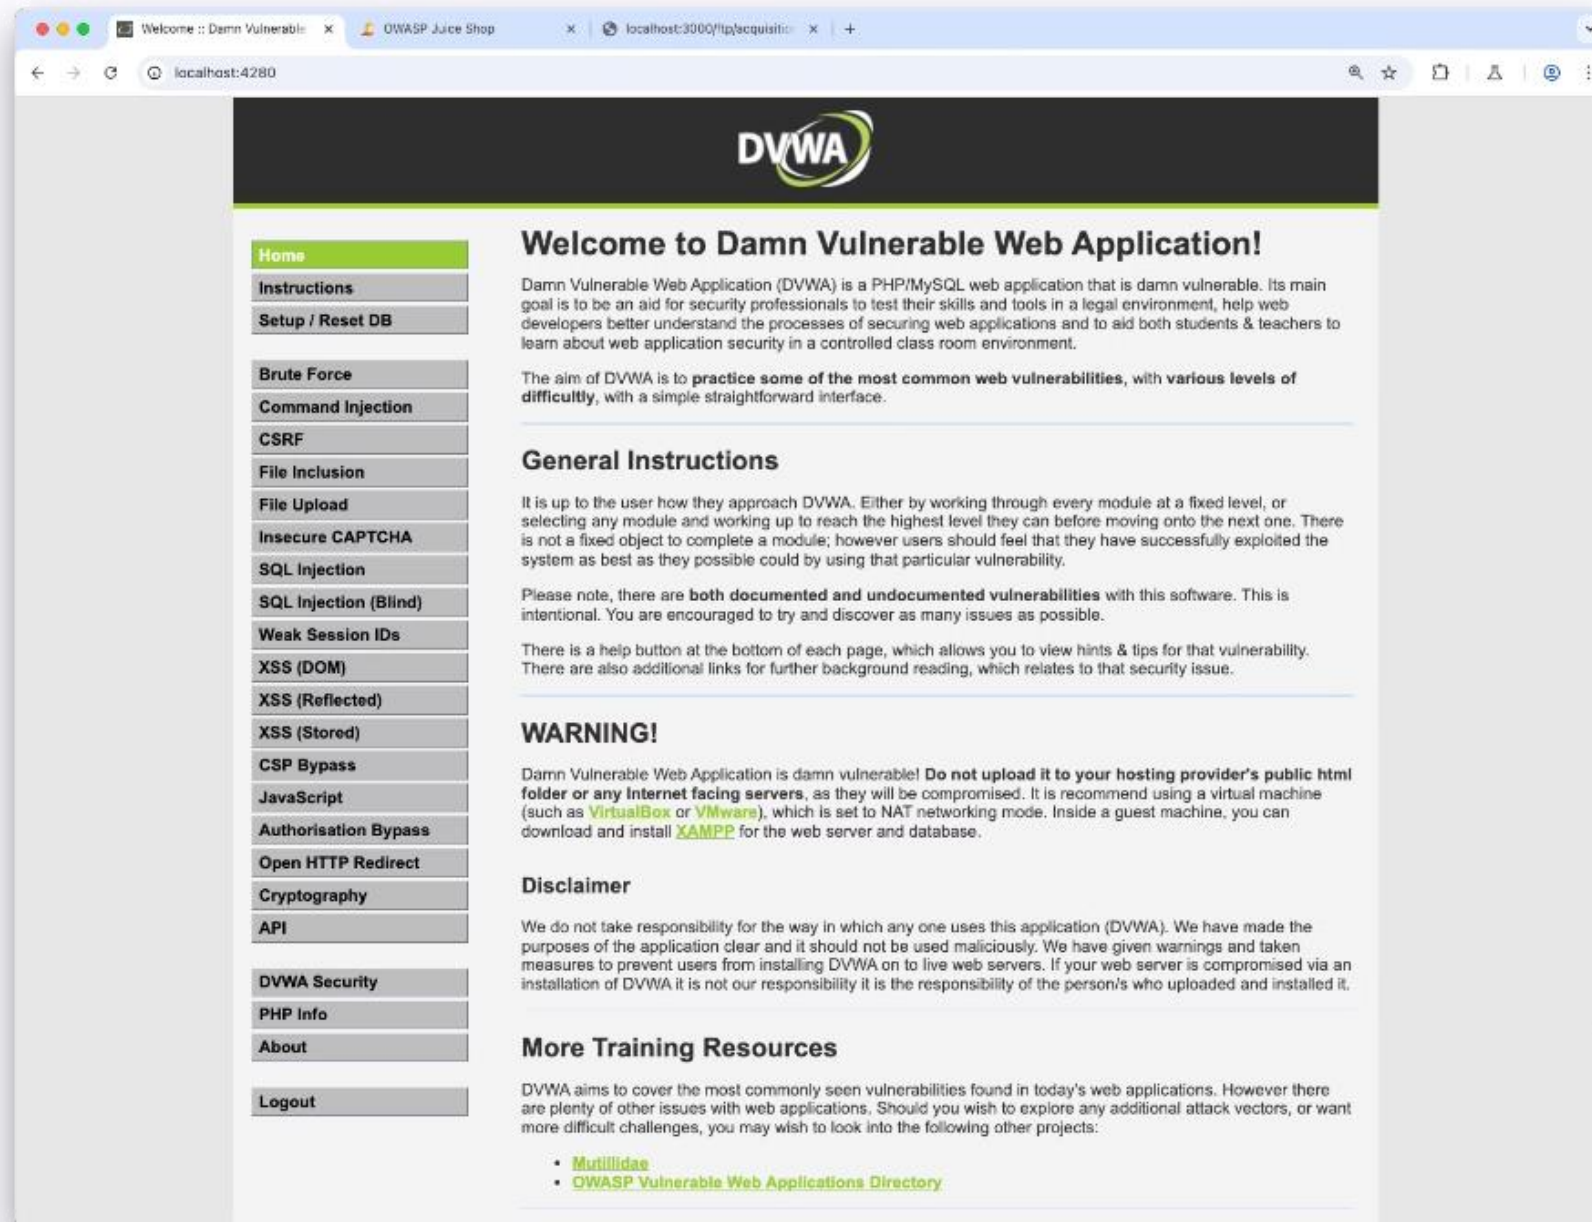 Welcome :: Damn Vulnerable
OWASP Juice Shop
localhost:3000/ftp/acquisitio
localhost:4280
DVWA
Home
Instructions
Setup / Reset DB
Brute Force
Command Injection
CSRF
File Inclusion
File Upload
Insecure CAPTCHA
SQL Injection
SQL Injection (Blind)
Weak Session IDs
XSS (DOM)
XSS (Reflected)
XSS (Stored)
CSP Bypass
JavaScript
Authorisation Bypass
Open HTTP Redirect
Cryptography
API
DVWA Security
PHP Info
About
Logout
Welcome to Damn Vulnerable Web Application!
Damn Vulnerable Web Application (DVWA) is a PHP/MySQL web application that is damn vulnerable. Its main
goal is to be an aid for security professionals to test their skills and tools in a legal environment, help web
developers better understand the processes of securing web applications and to aid both students & teachers to
learn about web application security in a controlled class room environment.
The aim of DVWA is to practice some of the most common web vulnerabilities, with various levels of
difficultly, with a simple straightforward interface.
General Instructions
It is up to the user how they approach DVWA. Either by working through every module at a fixed level, or
selecting any module and working up to reach the highest level they can before moving onto the next one. There
is not a fixed object to complete a module; however users should feel that they have successfully exploited the
system as best as they possible could by using that particular vulnerability.
Please note, there are both documented and undocumented vulnerabilities with this software. This is
intentional. You are encouraged to try and discover as many issues as possible.
There is a help button at the bottom of each page, which allows you to view hints & tips for that vulnerability.
There are also additional links for further background reading, which relates to that security issue.
WARNING!
Damn Vulnerable Web Application is damn vulnerable! Do not upload it to your hosting provider's public html
folder or any Internet facing servers, as they will be compromised. It is recommend using a virtual machine
(such as VirtualBox or VMware), which is set to NAT networking mode. Inside a guest machine, you can
download and install XAMPP for the web server and database.
Disclaimer
We do not take responsibility for the way in which any one uses this application (DVWA). We have made the
purposes of the application clear and it should not be used maliciously. We have given warnings and taken
measures to prevent users from installing DVWA on to live web servers. If your web server is compromised via an
installation of DVWA it is not our responsibility it is the responsibility of the person/s who uploaded and installed it.
More Training Resources
DVWA aims to cover the most commonly seen vulnerabilities found in today's web applications. However there
are plenty of other issues with web applications. Should you wish to explore any additional attack vectors, or want
more difficult challenges, you may wish to look into the following other projects:
• Mutillidae
• OWASP Vulnerable Web Applications Directory